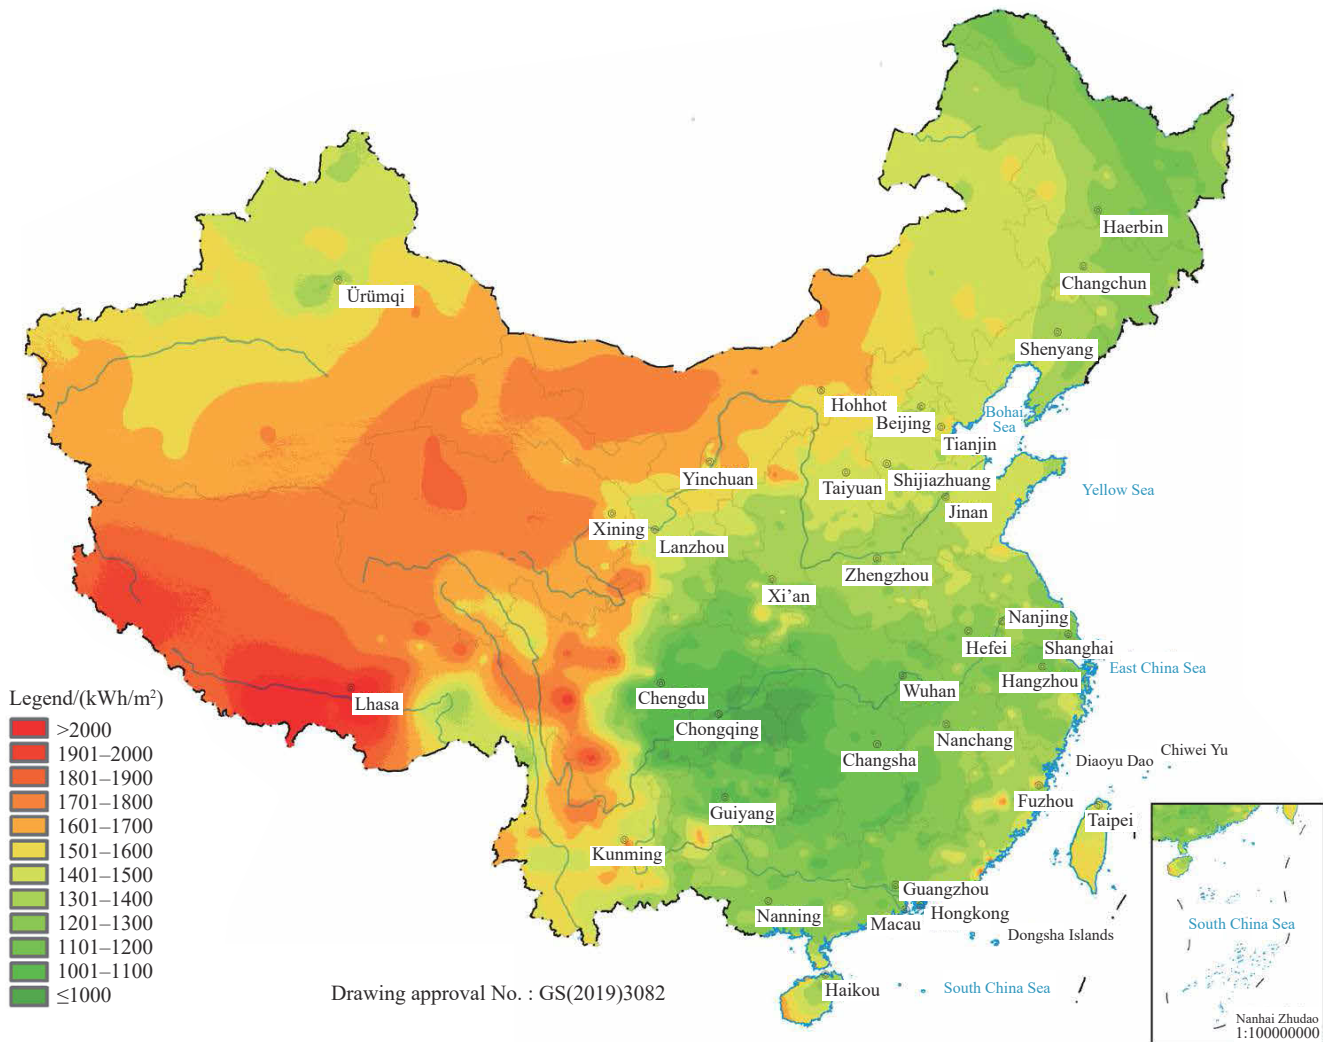 Haerbin
Changchun
Ürümqi
Shenyang
Hohhot
Beijing
Bohai
Sea
Tianjin
Yinchuan
Taiyuan
Shijiazhuang
Yellow Sea
Jinan
Xining
Lanzhou
Zhengzhou
Xi’an
Nanjing
Hefei
Shanghai
East China Sea
Hangzhou
Legend/(kWh/m²)
>2000
1901–2000
1801–1900
1701–1800
1601–1700
1501–1600
1401–1500
1301–1400
1201–1300
1101–1200
1001–1100
≤1000
Lhasa
Chengdu
Wuhan
Chongqing
Nanchang
Changsha
Diaoyu Dao
Chiwei Yu
Fuzhou
Guiyang
Taipei
Kunming
Guangzhou
Nanning
Macau
Hongkong
Dongsha Islands
South China Sea
Haikou
South China Sea
Drawing approval No. : GS(2019)3082
Nanhai Zhudao
1:100000000